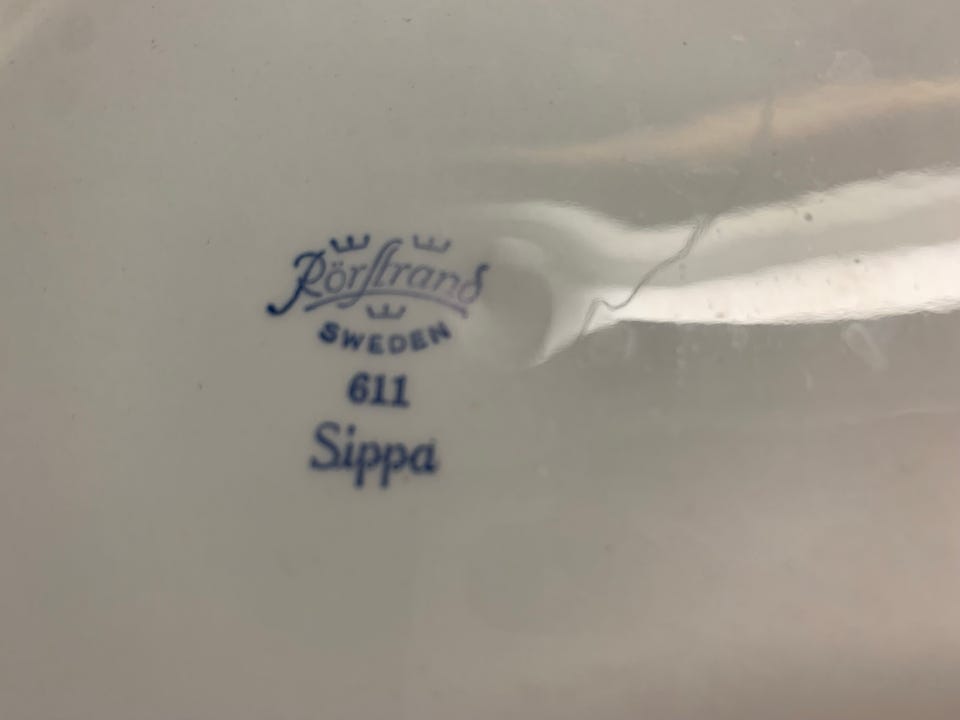 Rörstrand
SWEDEN
611
Sippa